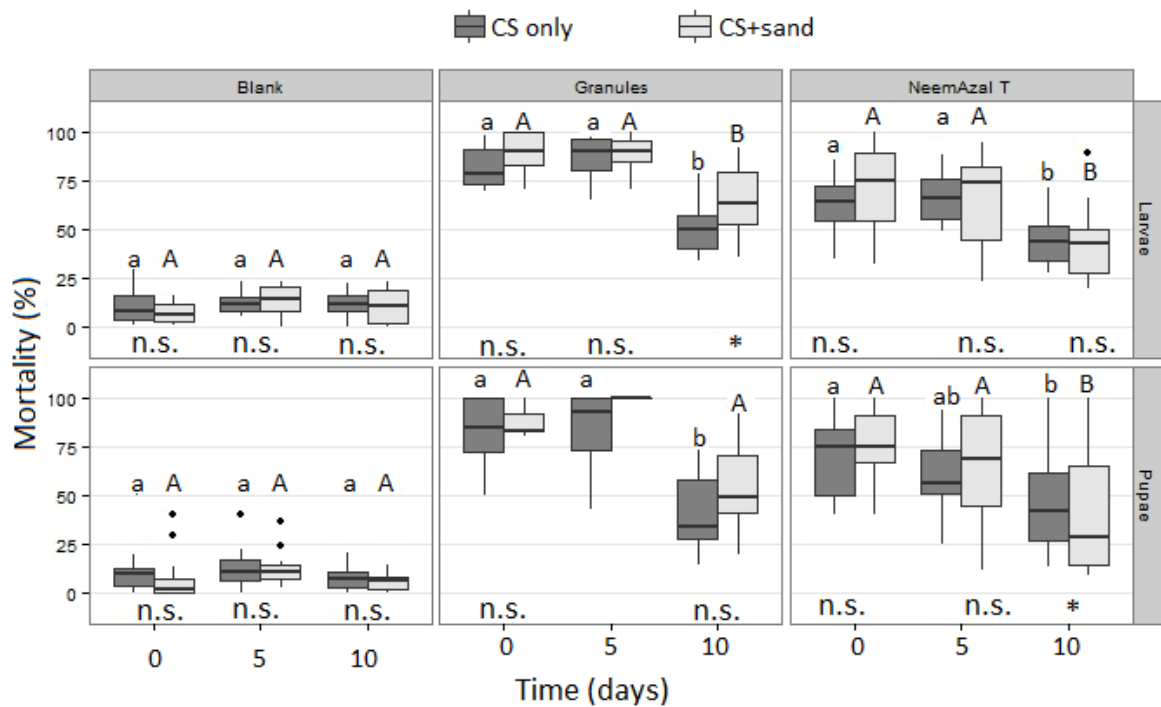 CS only CS+sand
Blank Granules NeemAzal T
Mortality (%)
100
75
50
25
0
a A a A a A
n.s. n.s. n.s.
a A a A b B
n.s. n.s. *
a A a A b B
n.s. n.s. n.s.
Larvae
100
75
50
25
0
a A a A a A
n.s. n.s. n.s.
a A a b A
n.s. n.s.
a A ab A b B
n.s. n.s. *
Pupae
0 5 10 0 5 10 0 5 10
Time (days)